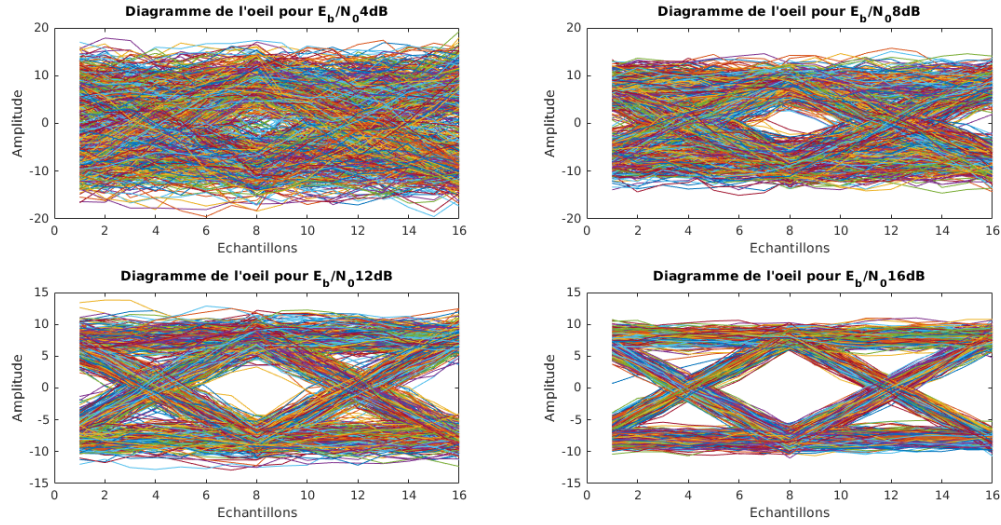 Diagramme de l'oeil pour E_b/N_0 4dB
20
10
0
-10
-20
Amplitude
0 2 4 6 8 10 12 14 16
Echantillons
Diagramme de l'oeil pour E_b/N_0 8dB
20
10
0
-10
-20
Amplitude
0 2 4 6 8 10 12 14 16
Echantillons
Diagramme de l'oeil pour E_b/N_0 12dB
15
10
5
0
-5
-10
-15
Amplitude
0 2 4 6 8 10 12 14 16
Echantillons
Diagramme de l'oeil pour E_b/N_0 16dB
15
10
5
0
-5
-10
-15
Amplitude
0 2 4 6 8 10 12 14 16
Echantillons